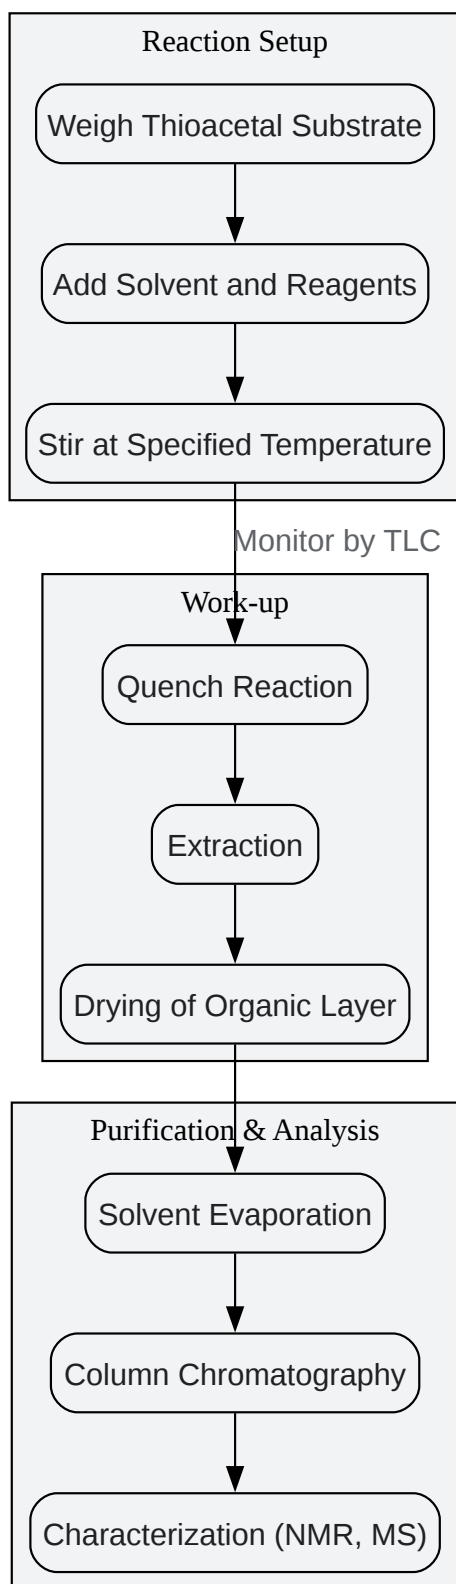 Reaction Setup
Weigh Thioacetal Substrate
Add Solvent and Reagents
Stir at Specified Temperature
Monitor by TLC
Work-up
Quench Reaction
Extraction
Drying of Organic Layer
Purification & Analysis
Solvent Evaporation
Column Chromatography
Characterization (NMR, MS)